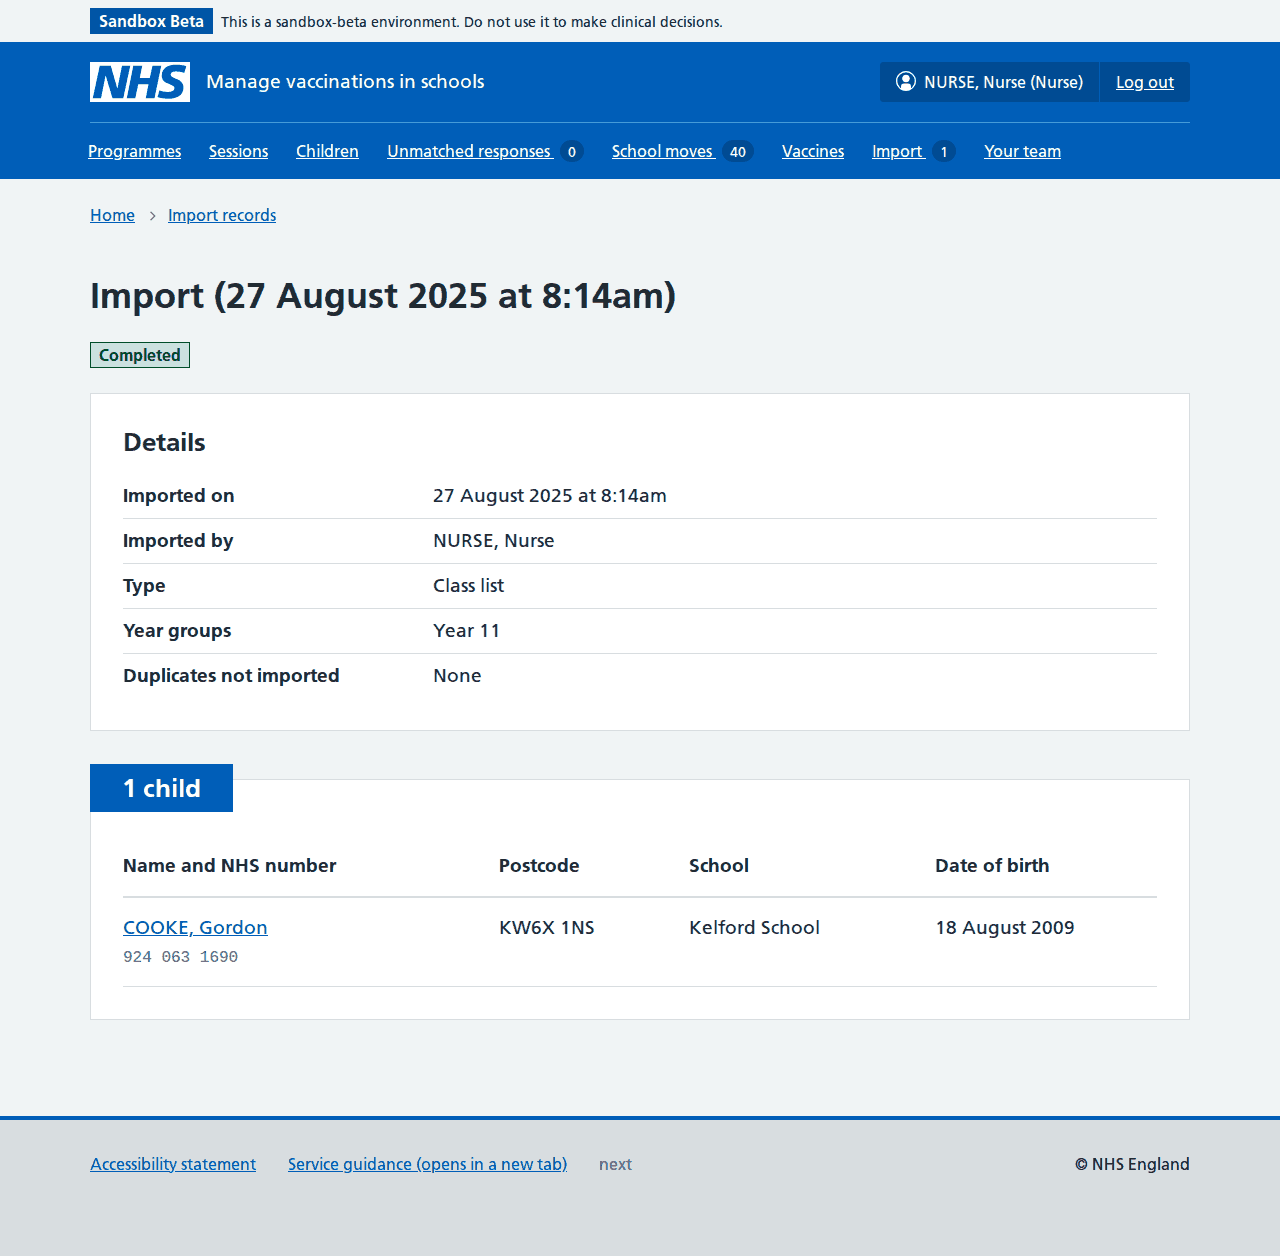 Sandbox Beta This is a sandbox-beta environment. Do not use it to make clinical decisions.
NHS Manage vaccinations in schools NURSE, Nurse (Nurse) Log out
Programmes Sessions Children Unmatched responses 0 School moves 40 Vaccines Import 1 Your team
Home Import records
Import (27 August 2025 at 8:14am)
Completed
Details
Imported on 27 August 2025 at 8:14am
Imported by NURSE, Nurse
Type Class list
Year groups Year 11
Duplicates not imported None
1 child
Name and NHS number Postcode School Date of birth
COOKE, Gordon KW6X 1NS Kelford School 18 August 2009
924 063 1690
Accessibility statement Service guidance (opens in a new tab) next © NHS England